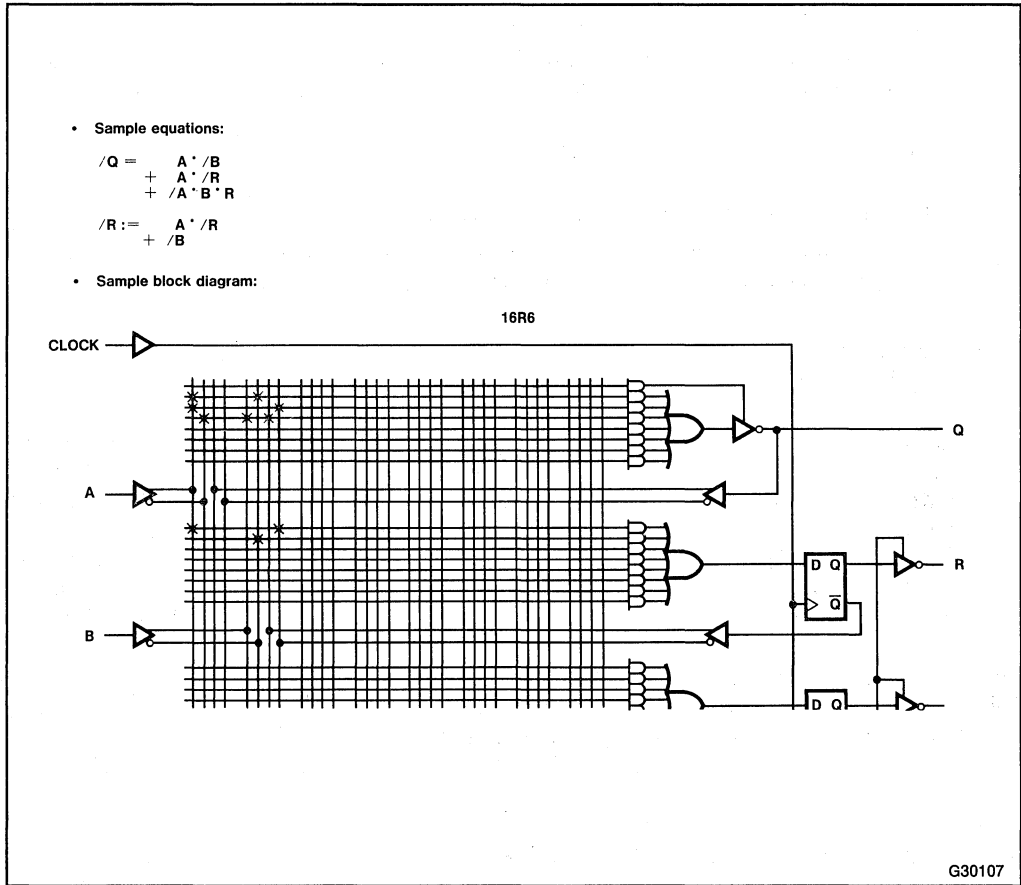 • Sample equations:
/Q = A * /B
+ A * /R
+ /A * B * R
/R := A * /R
+ /B
• Sample block diagram:
16R6
CLOCK
Q
A
D Q
R
Q̅
B
D Q
G30107